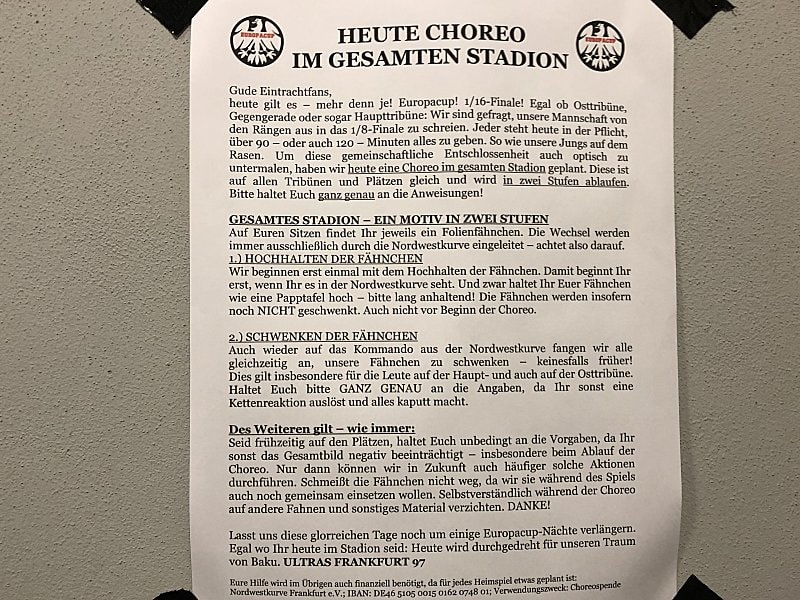 HEUTE CHOREO
IM GESAMTEN STADION
EUROPACUP
EUROPACUP
Gude Eintrachtfans,
heute gilt es – mehr denn je! Europacup! 1/16-Finale! Egal ob Osttribüne,
Gegengerade oder sogar Haupttribüne: Wir sind gefragt, unsere Mannschaft von
den Rängen aus in das 1/8-Finale zu schreien. Jeder steht heute in der Pflicht,
über 90 – oder auch 120 – Minuten alles zu geben. So wie unsere Jungs auf dem
Rasen. Um diese gemeinschaftliche Entschlossenheit auch optisch zu
untermalen, haben wir heute eine Choreo im gesamten Stadion geplant. Diese ist
auf allen Tribünen und Plätzen gleich und wird in zwei Stufen ablaufen.
Bitte haltet Euch ganz genau an die Anweisungen!
GESAMTES STADION – EIN MOTIV IN ZWEI STUFEN
Auf Euren Sitzen findet Ihr jeweils ein Folienfähnchen. Die Wechsel werden
immer ausschließlich durch die Nordwestkurve eingeleitet – achtet also darauf.
1.) HOCHHALTEN DER FÄHNCHEN
Wir beginnen erst einmal mit dem Hochhalten der Fähnchen. Damit beginnt Ihr
erst, wenn Ihr es in der Nordwestkurve seht. Und zwar haltet Ihr Euer Fähnchen
wie eine Papptafel hoch – bitte lang anhaltend! Die Fähnchen werden insofern
noch NICHT geschwenkt. Auch nicht vor Beginn der Choreo.
2.) SCHWENKEN DER FÄHNCHEN
Auch wieder auf das Kommando aus der Nordwestkurve fangen wir alle
gleichzeitig an, unsere Fähnchen zu schwenken – keinesfalls früher!
Dies gilt insbesondere für die Leute auf der Haupt- und auch auf der Osttribüne.
Haltet Euch bitte GANZ GENAU an die Angaben, da Ihr sonst eine
Kettenreaktion auslöst und alles kaputt macht.
Des Weiteren gilt – wie immer:
Seid frühzeitig auf den Plätzen, haltet Euch unbedingt an die Vorgaben, da Ihr
sonst das Gesamtbild negativ beeinträchtigt – insbesondere beim Ablauf der
Choreo. Nur dann können wir in Zukunft auch häufiger solche Aktionen
durchführen. Schmeißt die Fähnchen nicht weg, da wir sie während des Spiels
auch noch gemeinsam einsetzen wollen. Selbstverständlich während der Choreo
auf andere Fahnen und sonstiges Material verzichten. DANKE!
Lasst uns diese glorreichen Tage noch um einige Europacup-Nächte verlängern.
Egal wo Ihr heute im Stadion seid: Heute wird durchgedreht für unseren Traum
von Baku. ULTRAS FRANKFURT 97
Eure Hilfe wird im Übrigen auch finanziell benötigt, da für jedes Heimspiel etwas geplant ist:
Nordwestkurve Frankfurt e.V.; IBAN: DE46 5105 0015 0162 0748 01; Verwendungszweck: Choreospende